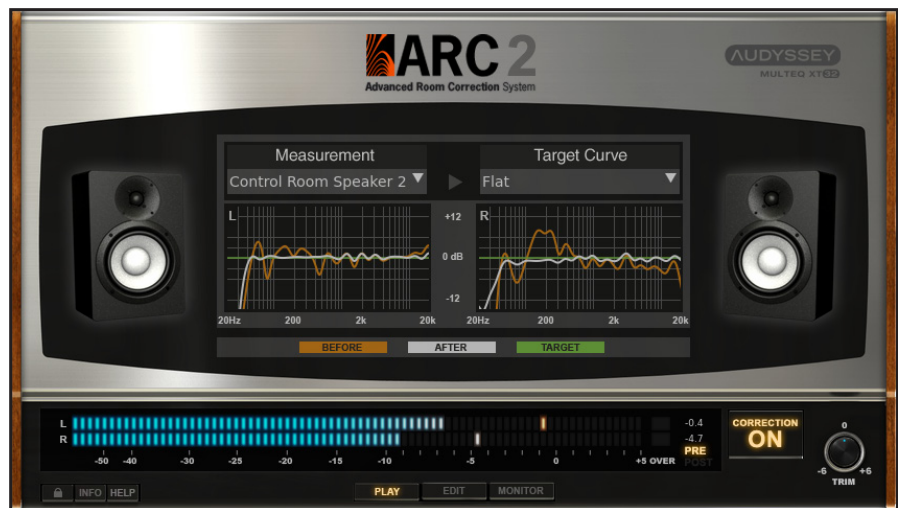 ARC 2
Advanced Room Correction System
AUDYSSEY
MULTEQ XT32
Measurement
Target Curve
Control Room Speaker 2
Flat
L
R
+12
0 dB
-12
20Hz 200 2k 20k
20Hz 200 2k 20k
BEFORE AFTER TARGET
L
R
-50 -40 -30 -25 -20 -15 -10 -5 0 +5 OVER
-0.4
-4.7
PRE
POST
CORRECTION
ON
0
-6 +6
TRIM
INFO HELP
PLAY EDIT MONITOR